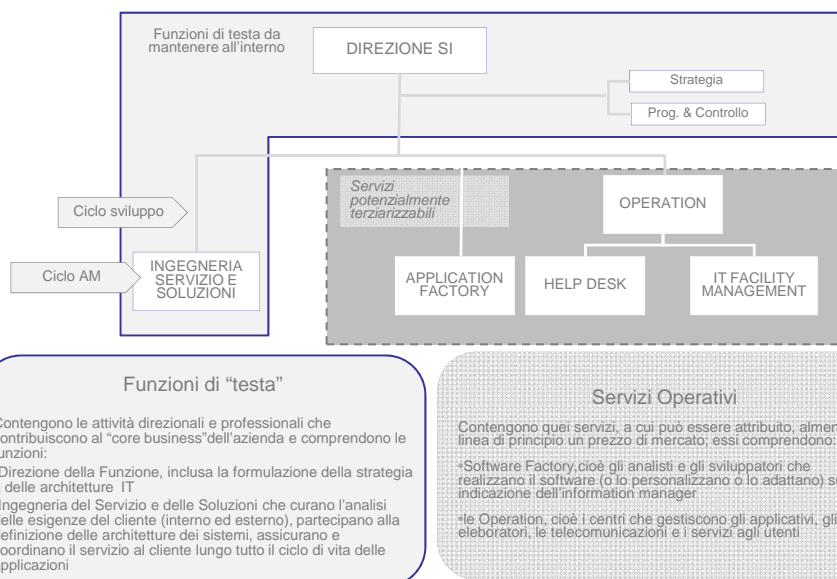 Funzioni di testa da
mantenere all'interno
DIREZIONE SI
Strategia
Prog. & Controllo
Servizi
potenzialmente
terziarizzabili
OPERATION
Ciclo sviluppo
Ciclo AM
INGEGNERIA
SERVIZIO E
SOLUZIONI
APPLICATION
FACTORY
HELP DESK
IT FACILITY
MANAGEMENT
Funzioni di “testa”
Contengono le attività direzionali e professionali che
contribuiscono al “core business”dell’azienda e comprendono le
funzioni:
Direzione della Funzione, inclusa la formulazione della strategia
delle architetture IT
Ingegneria del Servizio e delle Soluzioni che curano l’analisi
delle esigenze del cliente (interno ed esterno), partecipano alla
definizione delle architetture dei sistemi, assicurano e
coordinano il servizio al cliente lungo tutto il ciclo di vita delle
applicazioni
Servizi Operativi
Contengono quei servizi, a cui può essere attribuito, almen
linea di principio un prezzo di mercato; essi comprendono:
•Software Factory,cioè gli analisti e gli sviluppatori che
realizzano il software (o lo personalizzano o lo adattano) su
indicazione dell’information manager
•le Operation, cioè i centri che gestiscono gli applicativi, gli
eleboratori, le telecomunicazioni e i servizi agli utenti